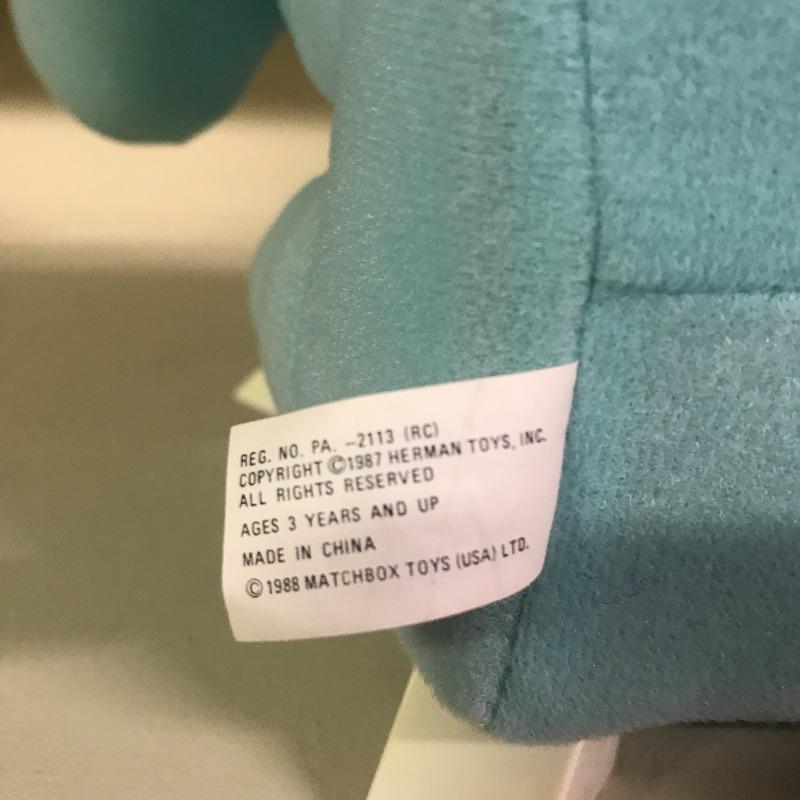 REG. NO. PA. -2113 (RC)
COPYRIGHT ©1987 HERMAN TOYS, INC.
ALL RIGHTS RESERVED
AGES 3 YEARS AND UP
MADE IN CHINA
©1988 MATCHBOX TOYS (USA) LTD.